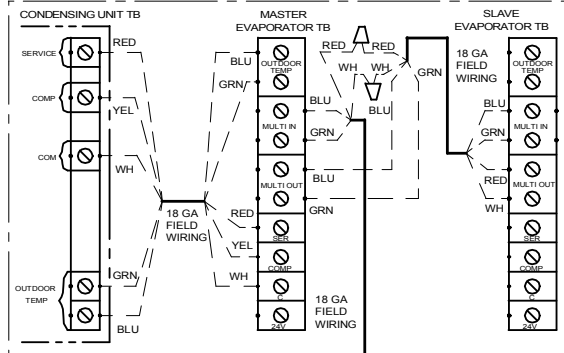 CONDENSING UNIT TB
MASTER
EVAPORATOR TB
SLAVE
EVAPORATOR TB
SERVICE
COMP
COM
OUTDOOR
TEMP
RED
YEL
WH
GRN
BLU
18 GA
FIELD
WIRING
BLU
GRN
RED
YEL
WH
OUTDOOR
TEMP
MULTI IN
MULTI OUT
SER
COMP
C
24V
RED
RED
WH
WH
BLU
GRN
BLU
GRN
BLU
GRN
18 GA
FIELD
WIRING
18 GA
FIELD
WIRING
BLU
GRN
RED
WH
OUTDOOR
TEMP
MULTI IN
MULTI OUT
SER
COMP
C
24V